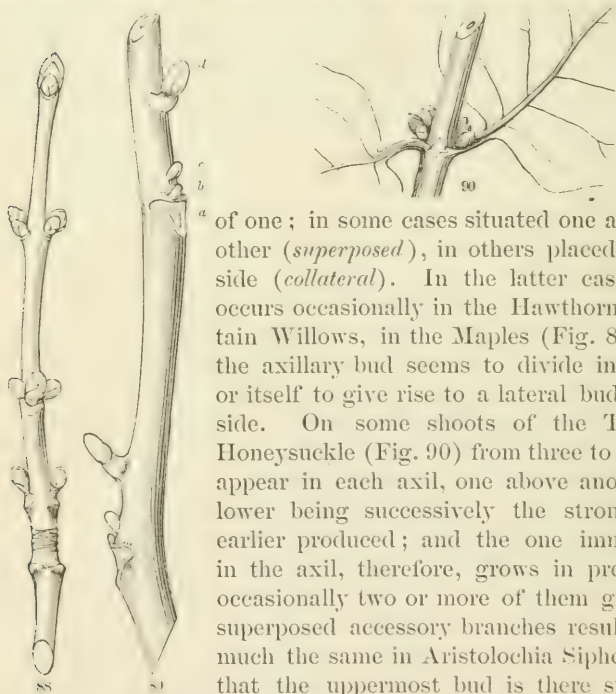 d
c
b
a
90
of one ; in some cases situated one a
other (superposed), in others placed
side (collateral). In the latter cas
occurs occasionally in the Hawthorn
tain Willows, in the Maples (Fig. 8
the axillary bud seems to divide in
or itself to give rise to a lateral bud
side. On some shoots of the T
Honeysuckle (Fig. 90) from three to
appear in each axil, one above ano
lower being successively the stron
earlier produced ; and the one imm
in the axil, therefore, grows in pre
occasionally two or more of them g
superposed accessory branches resul
much the same in Aristolochia Sipho
that the uppermost bud is there s